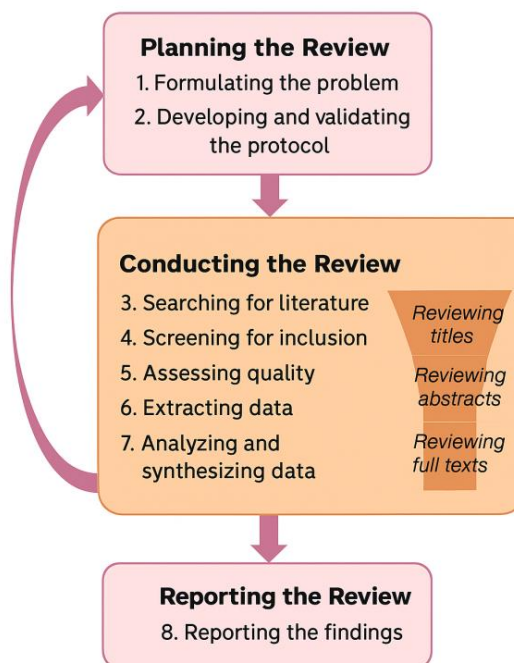 Planning the Review
1. Formulating the problem
2. Developing and validating
the protocol
Conducting the Review
3. Searching for literature
4. Screening for inclusion
5. Assessing quality
6. Extracting data
7. Analyzing and
synthesizing data
Reviewing
titles
Reviewing
abstracts
Reviewing
full texts
Reporting the Review
8. Reporting the findings